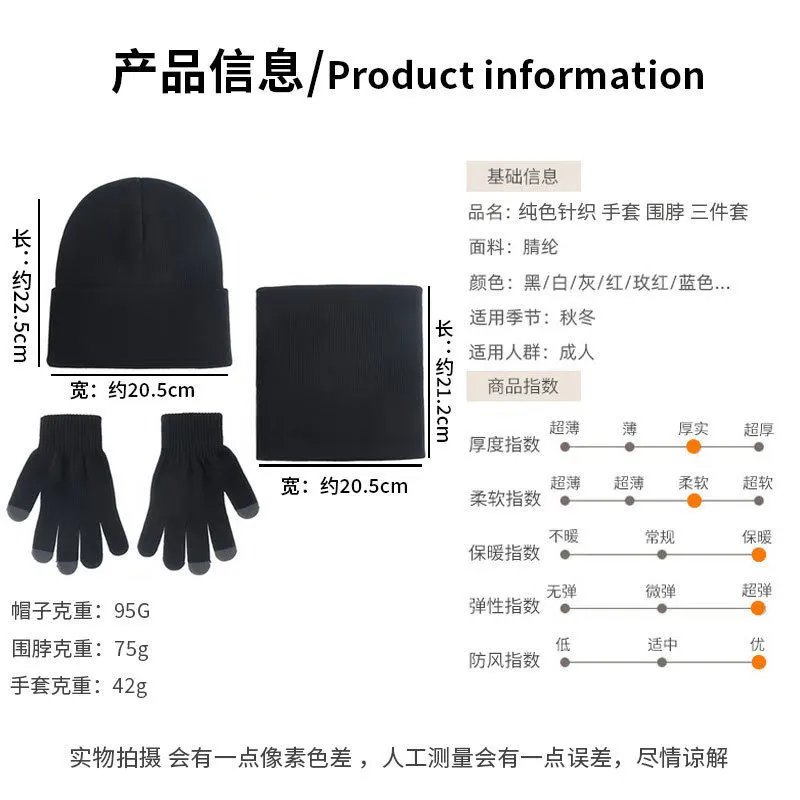 产品信息/Product information
基础信息
品名：纯色针织 手套 围脖 三件套
面料：腈纶
颜色：黑/白/灰/红/玫红/蓝色...
适用季节：秋冬
适用人群：成人
长：约22.5cm
宽：约20.5cm
长：约21.2cm
宽：约20.5cm
商品指数
厚度指数 超薄 薄 厚实 超厚
柔软指数 超薄 超薄 柔软 超软
保暖指数 不暖 常规 保暖
弹性指数 无弹 微弹 超弹
防风指数 低 适中 优
帽子克重：95G
围脖克重：75g
手套克重：42g
实物拍摄 会有一点像素色差 ，人工测量会有一点误差，尽情谅解